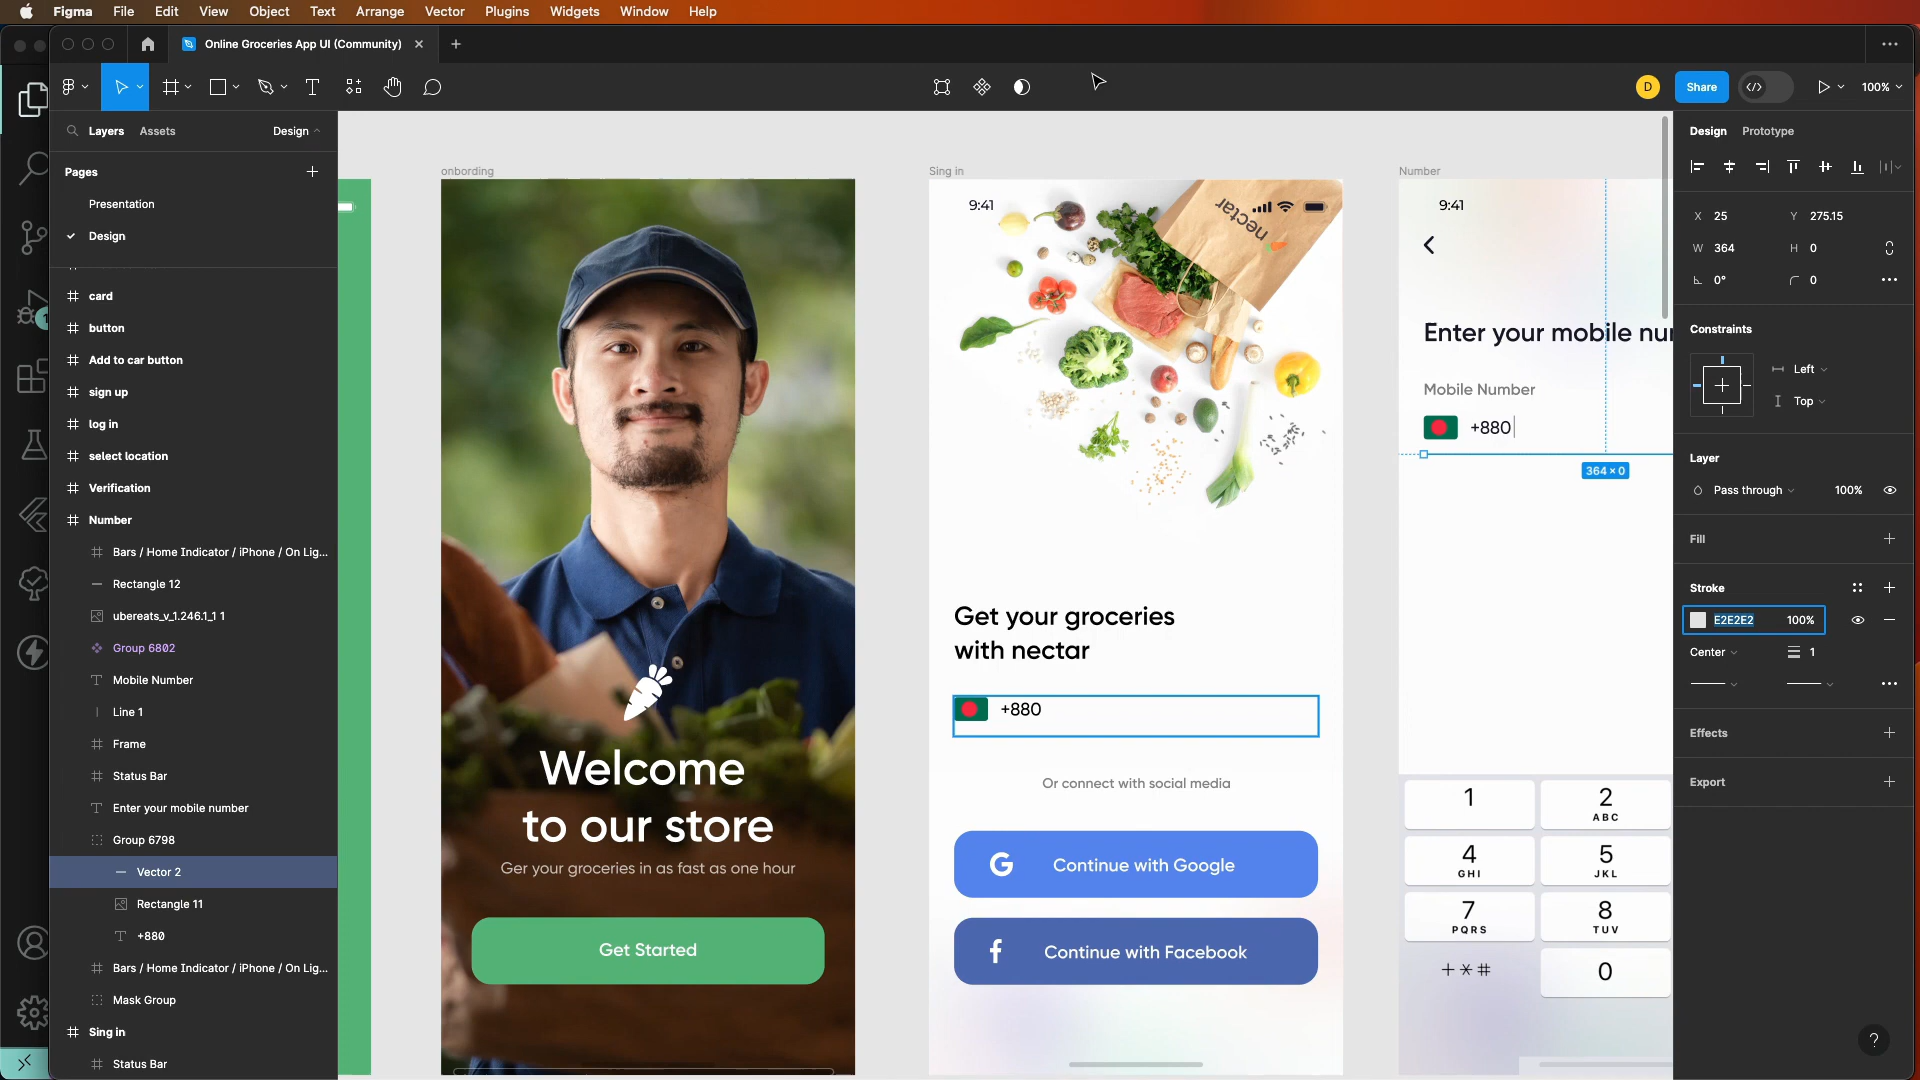 Figma File Edit View Object Text Arrange Vector Plugins Widgets Window Help
Online Groceries App UI (Community)
D
Share
100%
Layers
Assets
Design
Pages
Presentation
Design
card
button
Add to car button
sign up
log in
select location
Verification
Number
Bars / Home Indicator / iPhone / On Lig...
Rectangle 12
ubereats_v_1.246.1_1 1
Group 6802
Mobile Number
Line 1
Frame
Status Bar
Enter your mobile number
Group 6798
Vector 2
Rectangle 11
+880
Bars / Home Indicator / iPhone / On Lig...
Mask Group
Sing in
Status Bar
onbording
Welcome
to our store
Ger your groceries in as fast as one hour
Get Started
Sing in
9:41
nectar
Get your groceries
with nectar
+880
Or connect with social media
G
Continue with Google
f
Continue with Facebook
Number
9:41
Enter your mobile nu
Mobile Number
+880
364 × 0
1
2
ABC
4
GHI
5
JKL
7
PQRS
8
TUV
+*#
0
Design
Prototype
X 25
Y 275.15
W 364
H 0
0°
0
Constraints
Left
Top
Layer
Pass through
100%
Fill
Stroke
E2E2E2
100%
Center
1
Effects
Export
?